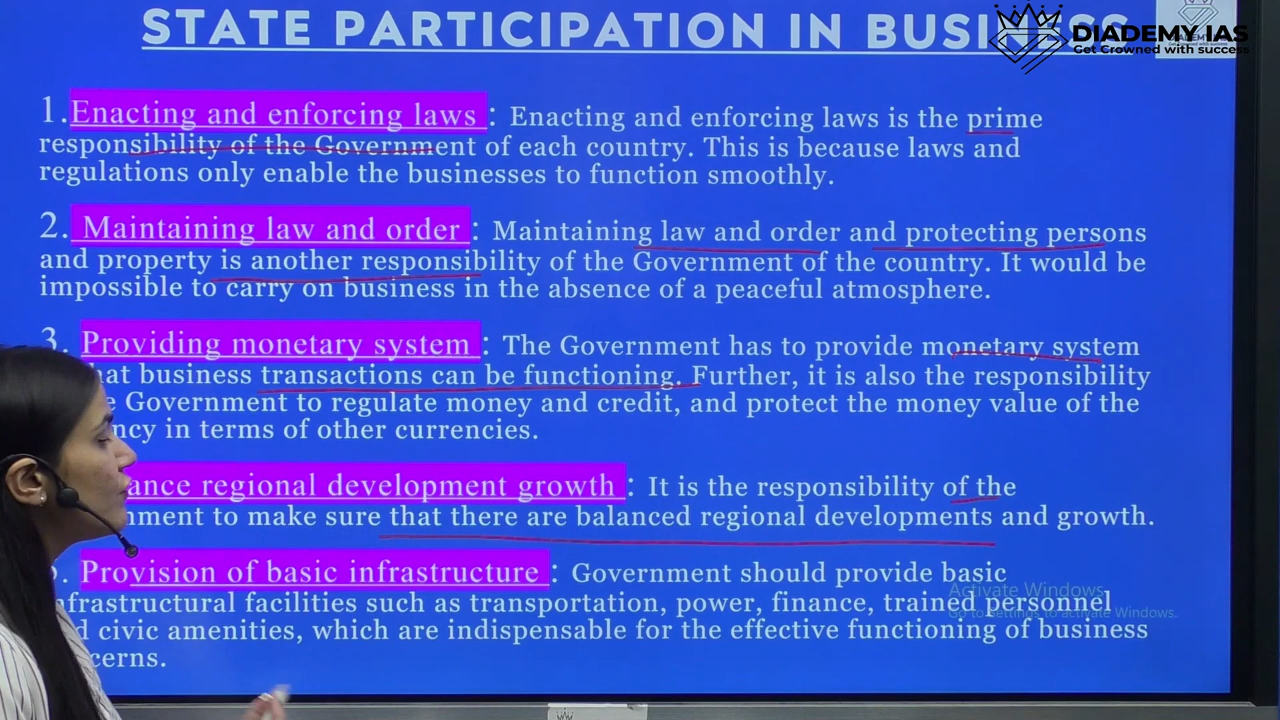 STATE PARTICIPATION IN BUSINESS
DIADEMY IAS
Get Crowned with success
1. Enacting and enforcing laws : Enacting and enforcing laws is the prime
responsibility of the Government of each country. This is because laws and
regulations only enable the businesses to function smoothly.
2. Maintaining law and order : Maintaining law and order and protecting persons
and property is another responsibility of the Government of the country. It would be
impossible to carry on business in the absence of a peaceful atmosphere.
3. Providing monetary system : The Government has to provide monetary system
hat business transactions can be functioning. Further, it is also the responsibility
e Government to regulate money and credit, and protect the money value of the
ncy in terms of other currencies.
ance regional development growth : It is the responsibility of the
nment to make sure that there are balanced regional developments and growth.
5. Provision of basic infrastructure : Government should provide basic
nfrastructural facilities such as transportation, power, finance, trained personnel
d civic amenities, which are indispensable for the effective functioning of business
cerns.
Activate Windows
Go to Settings to activate Windows.